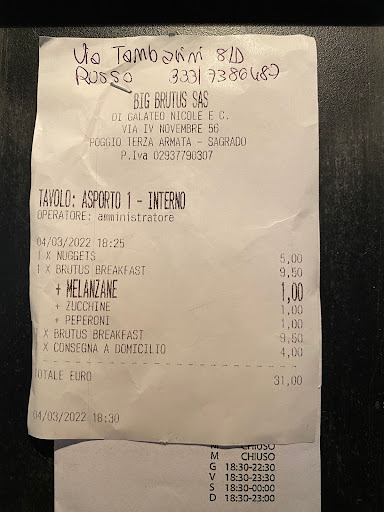 Via Tambarini 8/D
Russo 333/7386489
BIG BRUTUS SAS
DI GALATEO NICOLE E C.
VIA IV NOVEMBRE 56
POGGIO TERZA ARMATA - SAGRADO
P.Iva 02937790307
TAVOLO: ASPORTO 1 - INTERNO
OPERATORE: amministratore
04/03/2022 18:25
1 X NUGGETS 5,00
1 X BRUTUS BREAKFAST 9,50
+ MELANZANE 1,00
+ ZUCCHINE 1,00
+ PEPERONI 1,00
1 X BRUTUS BREAKFAST 9,50
X CONSEGNA A DOMICILIO 4,00
OTALE EURO 31,00
04/03/2022 18:30
M CHIUSO
M CHIUSO
G 18:30-22:30
V 18:30-23:30
S 18:30-00:00
D 18:30-23:00